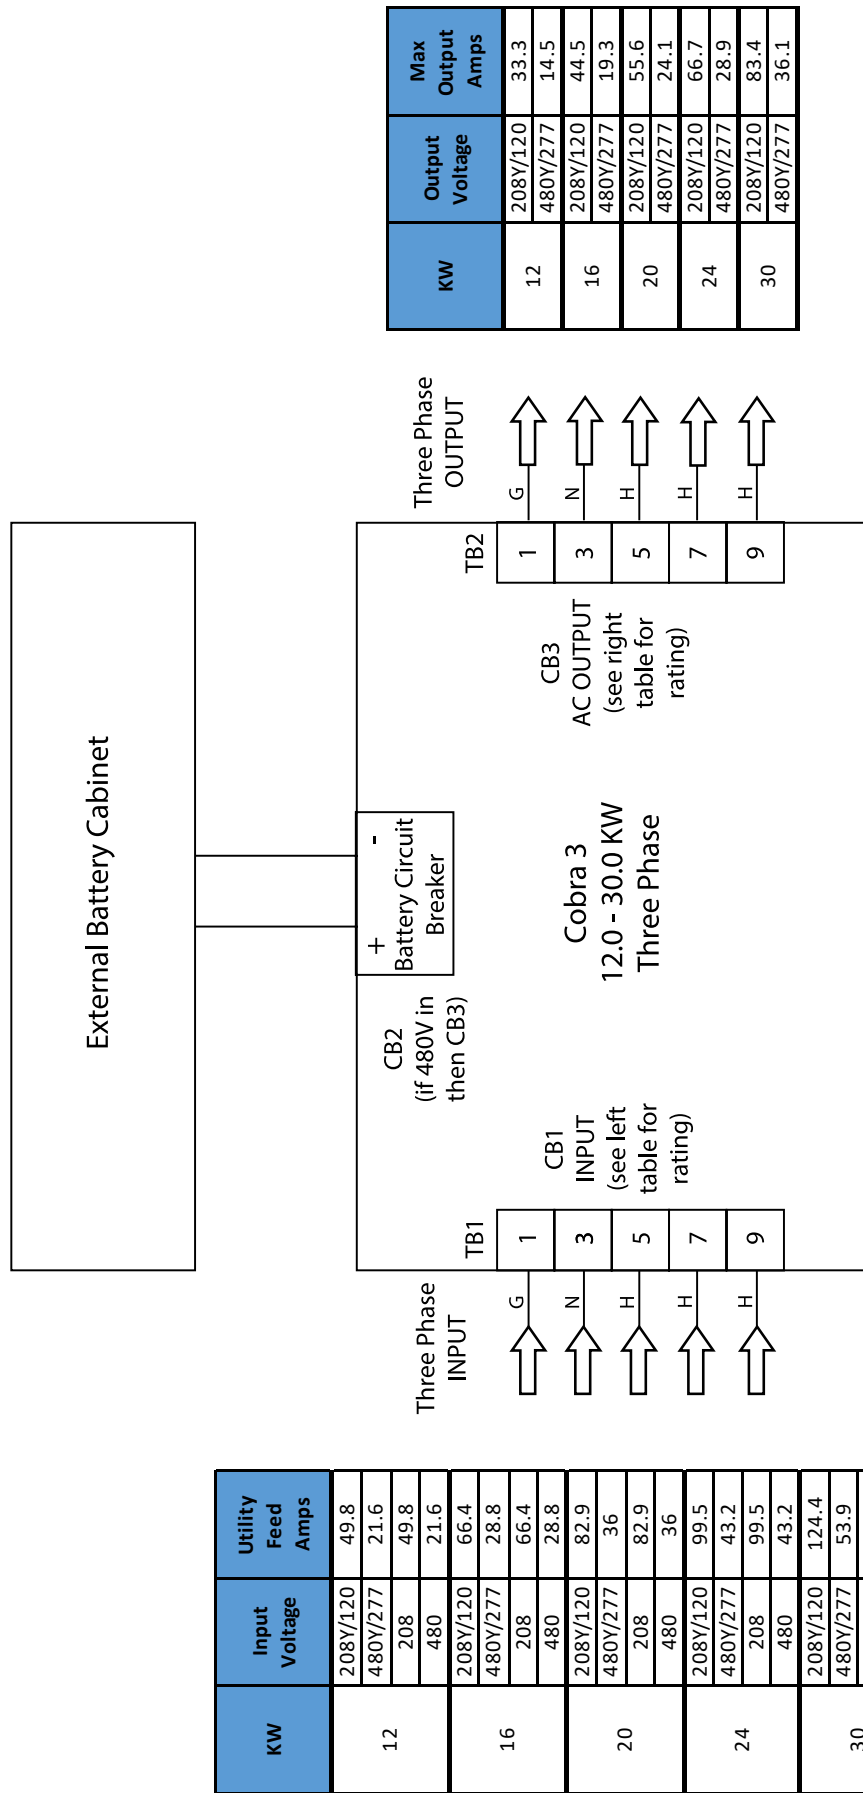 External Battery Cabinet
+ -
Battery Circuit
Breaker
CB2
(if 480V in
then CB3)
Cobra 3
12.0 - 30.0 KW
Three Phase
Three Phase
INPUT
TB1
G 1
N 3
H 5
H 7
H 9
CB1
INPUT
(see left
table for
rating)
CB3
AC OUTPUT
(see right
table for
rating)
Three Phase
OUTPUT
TB2
1 G
3 N
5 H
7 H
9 H
KW Input Voltage Utility Feed Amps
12 208Y/120 49.8
480Y/277 21.6
208 49.8
480 21.6
16 208Y/120 66.4
480Y/277 28.8
208 66.4
480 28.8
20 208Y/120 82.9
480Y/277 36
208 82.9
480 36
24 208Y/120 99.5
480Y/277 43.2
208 99.5
480 43.2
30 208Y/120 124.4
480Y/277 53.9
KW Output Voltage Max Output Amps
12 208Y/120 33.3
480Y/277 14.5
16 208Y/120 44.5
480Y/277 19.3
20 208Y/120 55.6
480Y/277 24.1
24 208Y/120 66.7
480Y/277 28.9
30 208Y/120 83.4
480Y/277 36.1